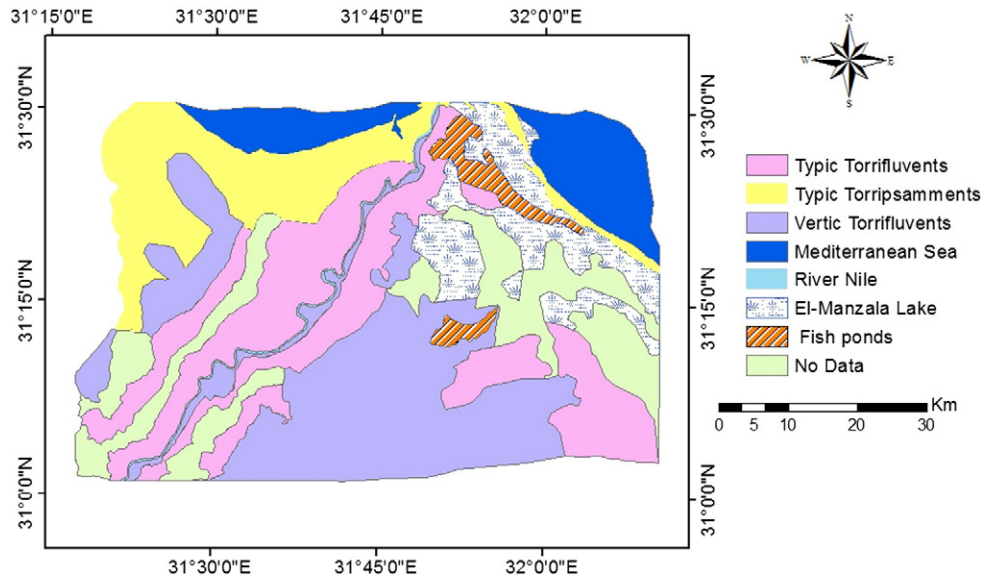 31°15'0"E 31°30'0"E 31°45'0"E 32°0'0"E
31°30'0"N
31°15'0"N
31°0'0"N
31°30'0"N
31°15'0"N
31°0'0"N
31°30'0"E 31°45'0"E 32°0'0"E
N
W E
S
Typic Torrifluvents
Typic Torripsamments
Vertic Torrifluvents
Mediterranean Sea
River Nile
El-Manzala Lake
Fish ponds
No Data
Km
0 5 10 20 30